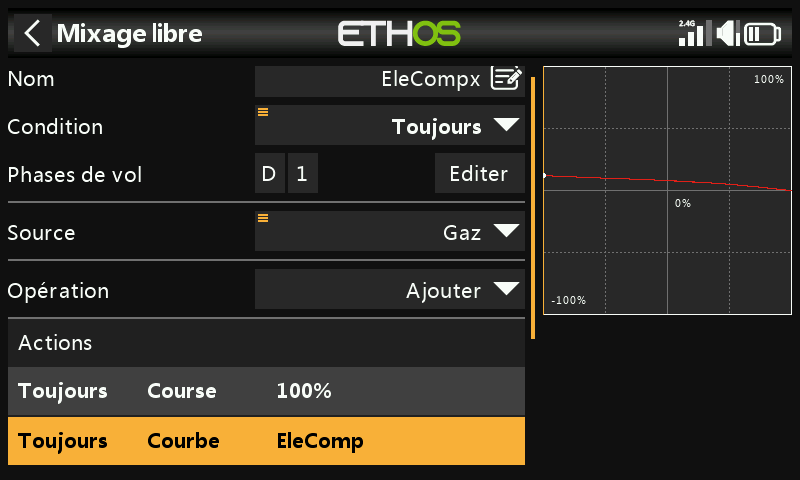 Mixage libre
ETHOS
2.4G
Nom EleCompx
Condition Toujours
Phases de vol D 1 Editer
Source Gaz
Opération Ajouter
Actions
Toujours Course 100%
Toujours Courbe EleComp
100%
0%
-100%